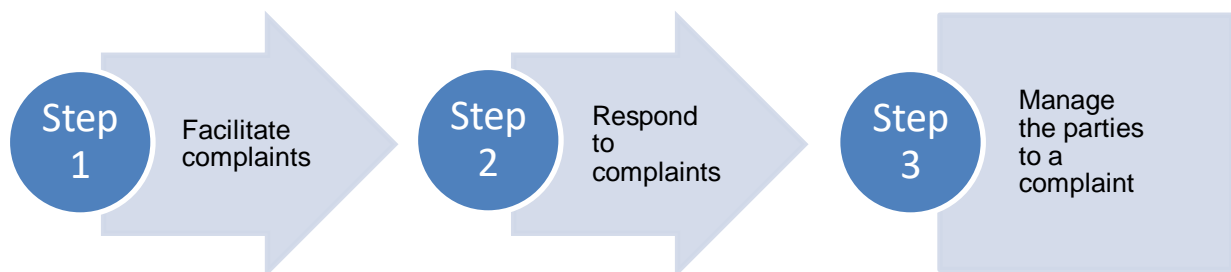 Step
1
Facilitate
complaints
Step
2
Respond
to
complaints
Step
3
Manage
the parties
to a
complaint